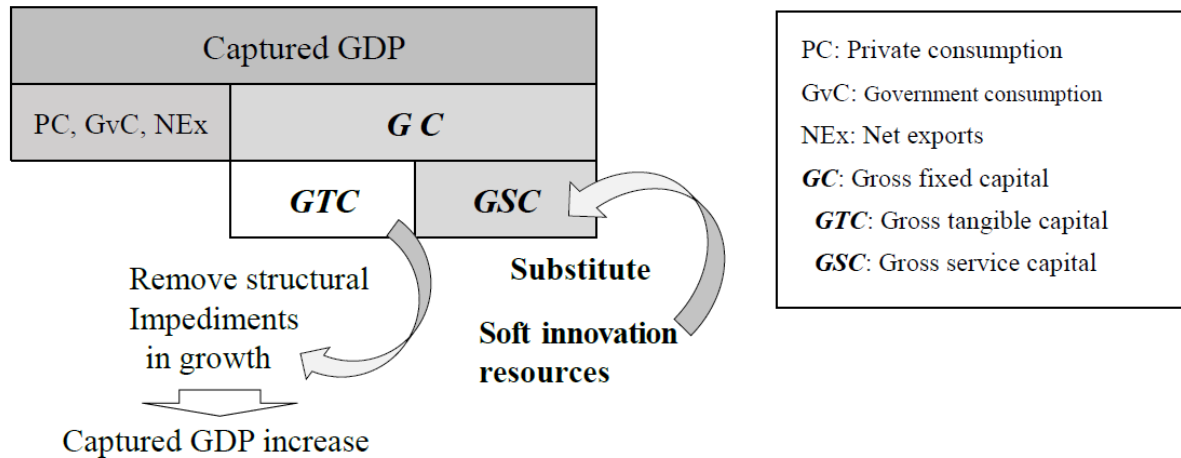 Captured GDP
PC, GvC, NEx
G C
GTC
GSC
Remove structural
Impediments
in growth
Substitute
Soft innovation
resources
Captured GDP increase
PC: Private consumption
GvC: Government consumption
NEx: Net exports
GC: Gross fixed capital
GTC: Gross tangible capital
GSC: Gross service capital